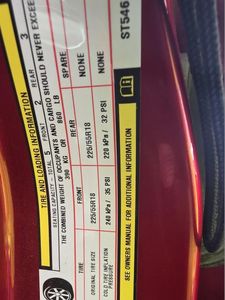 TIRE AND LOADING INFORMATION
SEATING CAPACITY - TOTAL 5 FRONT 2 REAR 3
THE COMBINED WEIGHT OF OCCUPANTS AND CARGO SHOULD NEVER EXCEE
390 KG OR 860 LB
TIRE FRONT REAR SPARE
ORIGINAL TIRE SIZE 225/55R18 225/55R18 NONE
COLD TIRE INFLATION 240 kPa / 35 PSI 220 kPa / 32 PSI NONE
PRESSURE
SEE OWNERS MANUAL FOR ADDITIONAL INFORMATION
ST546